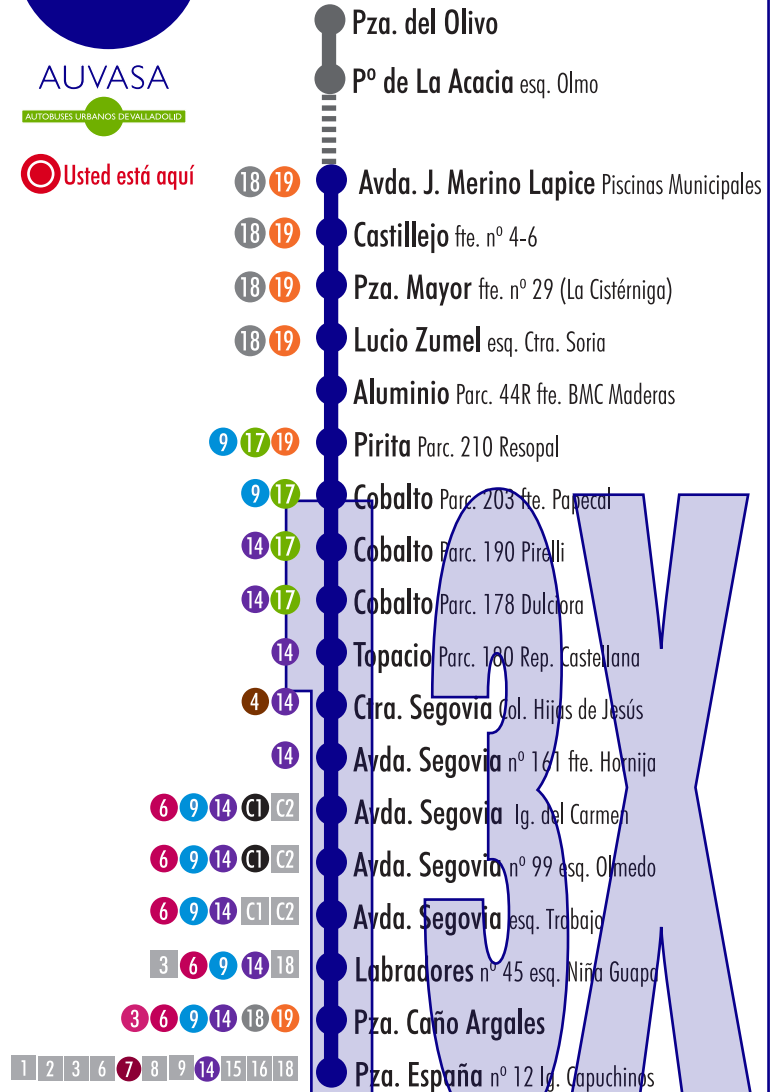 AUVASA
AUTOBUSES URBANOS DE VALLADOLID
Usted está aquí
Pza. del Olivo
Pº de La Acacia esq. Olmo
18 19 Avda. J. Merino Lapice Piscinas Municipales
18 19 Castillejo fte. nº 4-6
18 19 Pza. Mayor fte. nº 29 (La Cistérniga)
18 19 Lucio Zumel esq. Ctra. Soria
Aluminio Parc. 44R fte. BMC Maderas
9 17 19 Pirita Parc. 210 Resopal
9 17 Cobalto Parc. 203 fte. Papecal
14 17 Cobalto Parc. 190 Pirelli
14 17 Cobalto Parc. 178 Dulciora
14 Topacio Parc. 180 Rep. Castellana
4 14 Ctra. Segovia Col. Hijas de Jesús
14 Avda. Segovia nº 161 fte. Hornija
6 9 14 C1 C2 Avda. Segovia Ig. del Carmen
6 9 14 C1 C2 Avda. Segovia nº 99 esq. Olmedo
6 9 14 C1 C2 Avda. Segovia esq. Trabajo
3 6 9 14 18 Labradores nº 45 esq. Niña Guapa
3 6 9 14 18 19 Pza. Caño Argales
1 2 3 6 7 8 9 14 15 16 18 Pza. España nº 12 Ig. Capuchinos
13X